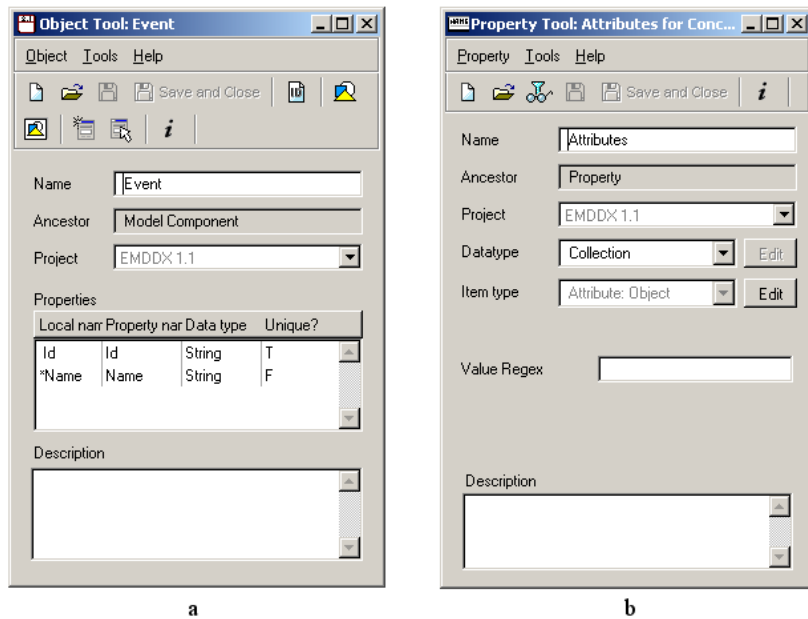 Object Tool: Event
Object Tools Help
Save and Close
ID
i
Name Event
Ancestor Model Component
Project EMDDX 1.1
Properties
Local nam Property nar Data type Unique?
Id Id String T
*Name Name String F
Description
a
Property Tool: Attributes for Conc...
Property Tools Help
Save and Close i
Name Attributes
Ancestor Property
Project EMDDX 1.1
Datatype Collection Edit
Item type Attribute: Object Edit
Value Regex
Description
b